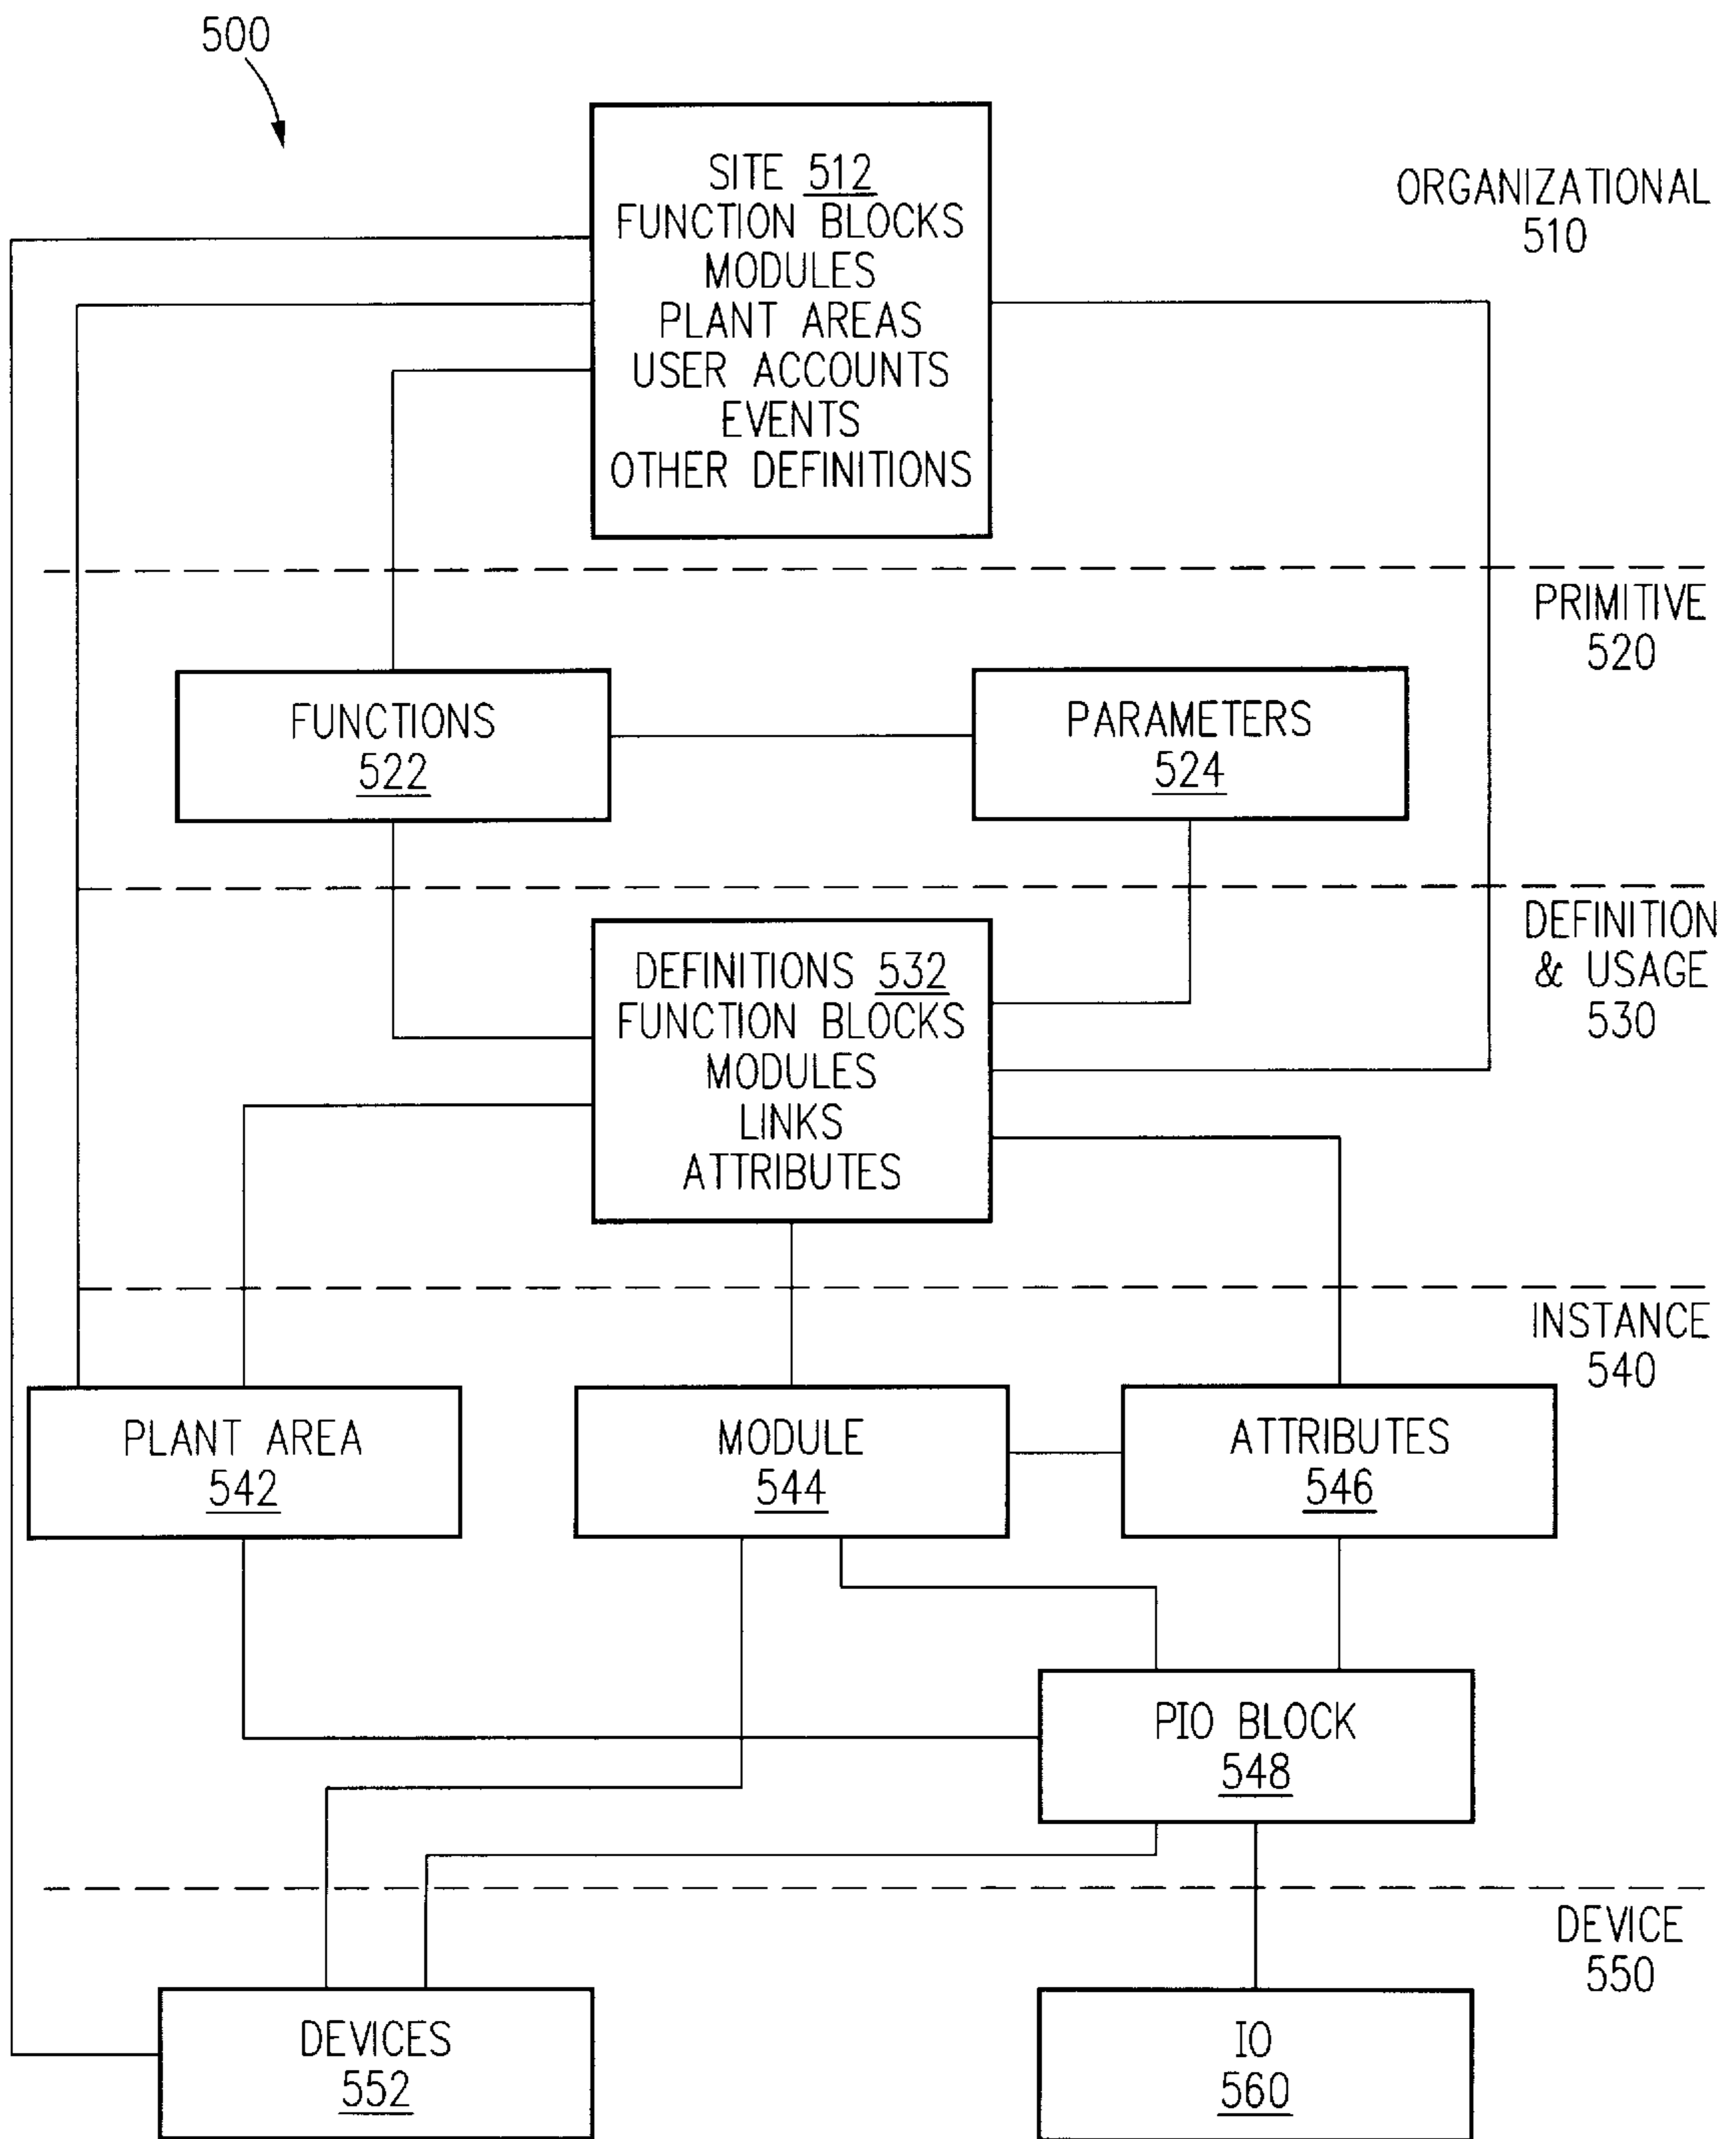 500
SITE 512
FUNCTION BLOCKS
MODULES
PLANT AREAS
USER ACCOUNTS
EVENTS
OTHER DEFINITIONS
ORGANIZATIONAL
510
PRIMITIVE
520
FUNCTIONS
522
PARAMETERS
524
DEFINITION
& USAGE
530
DEFINITIONS 532
FUNCTION BLOCKS
MODULES
LINKS
ATTRIBUTES
INSTANCE
540
PLANT AREA
542
MODULE
544
ATTRIBUTES
546
PIO BLOCK
548
DEVICE
550
DEVICES
552
IO
560